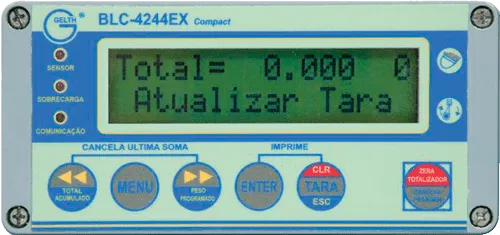 GELTH ® BLC-4244EX Compact
SENSOR
SOBRECARGA
COMUNICAÇÃO
Total= 0.000 0
Atualizar Tara
CANCELA ULTIMA SOMA
IMPRIME
TOTAL
ACUMULADO
MENU
PESO
PROGRAMADO
ENTER
CLR
TARA
ESC
ZERA
TOTALIZADOR